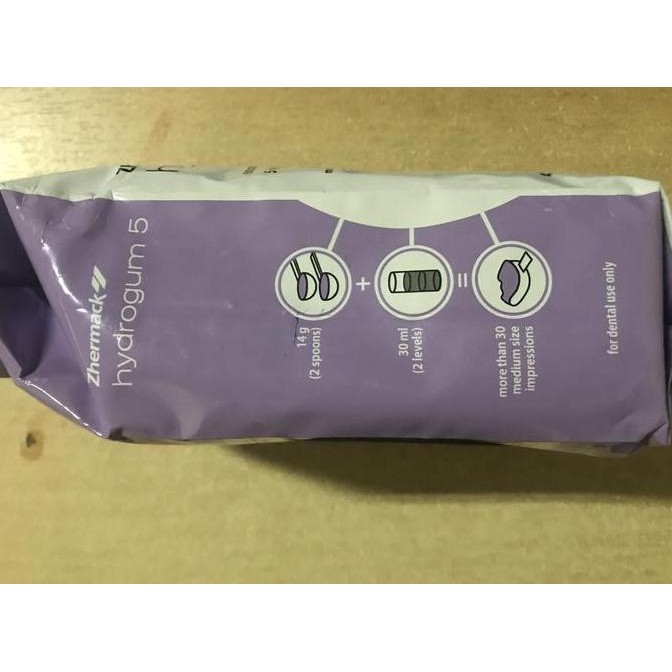 Zhermack
hydrogum 5
14 g
(2 spoons)
+
30 ml
(2 levels)
=
more than 30
medium size
impressions
for dental use only